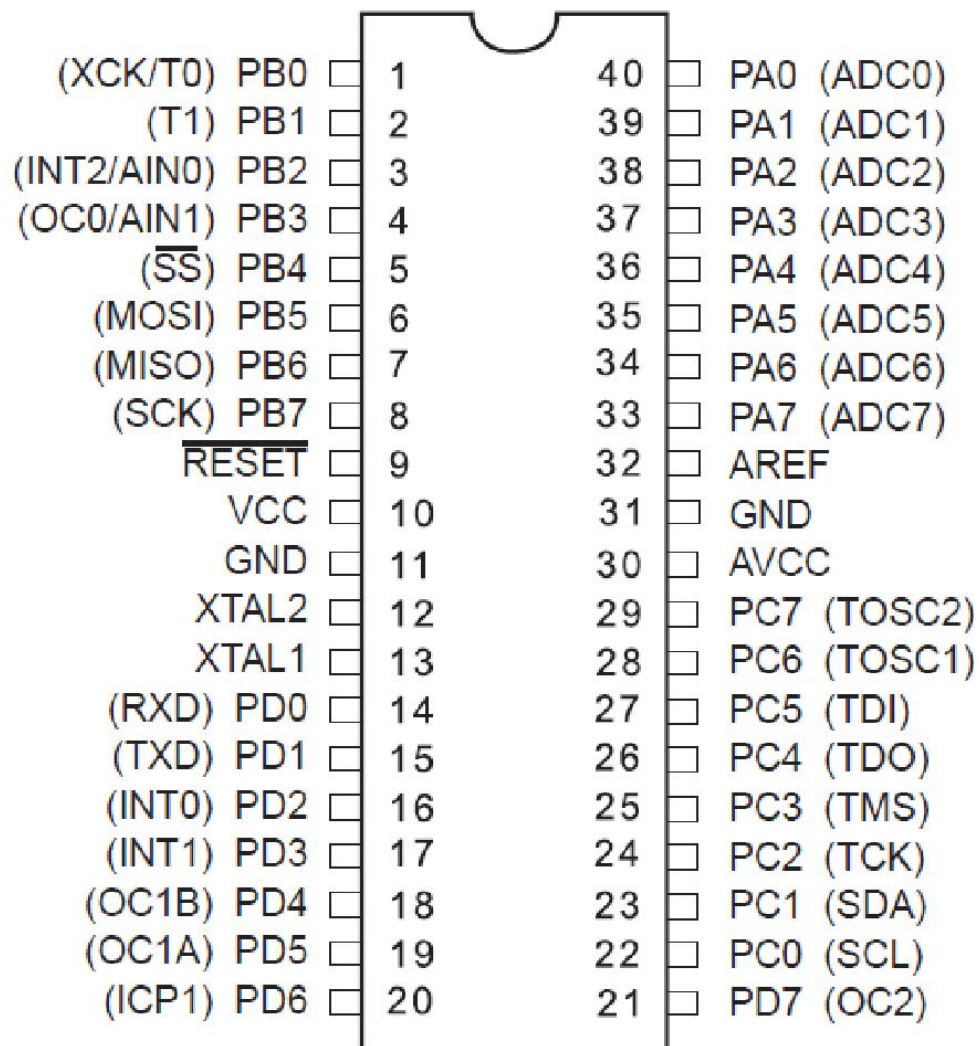 (XCK/T0) PB0 1 40 PA0 (ADC0)
(T1) PB1 2 39 PA1 (ADC1)
(INT2/AIN0) PB2 3 38 PA2 (ADC2)
(OC0/AIN1) PB3 4 37 PA3 (ADC3)
(S̅S̅) PB4 5 36 PA4 (ADC4)
(MOSI) PB5 6 35 PA5 (ADC5)
(MISO) PB6 7 34 PA6 (ADC6)
(SCK) PB7 8 33 PA7 (ADC7)
R̅E̅S̅E̅T̅ 9 32 AREF
VCC 10 31 GND
GND 11 30 AVCC
XTAL2 12 29 PC7 (TOSC2)
XTAL1 13 28 PC6 (TOSC1)
(RXD) PD0 14 27 PC5 (TDI)
(TXD) PD1 15 26 PC4 (TDO)
(INT0) PD2 16 25 PC3 (TMS)
(INT1) PD3 17 24 PC2 (TCK)
(OC1B) PD4 18 23 PC1 (SDA)
(OC1A) PD5 19 22 PC0 (SCL)
(ICP1) PD6 20 21 PD7 (OC2)